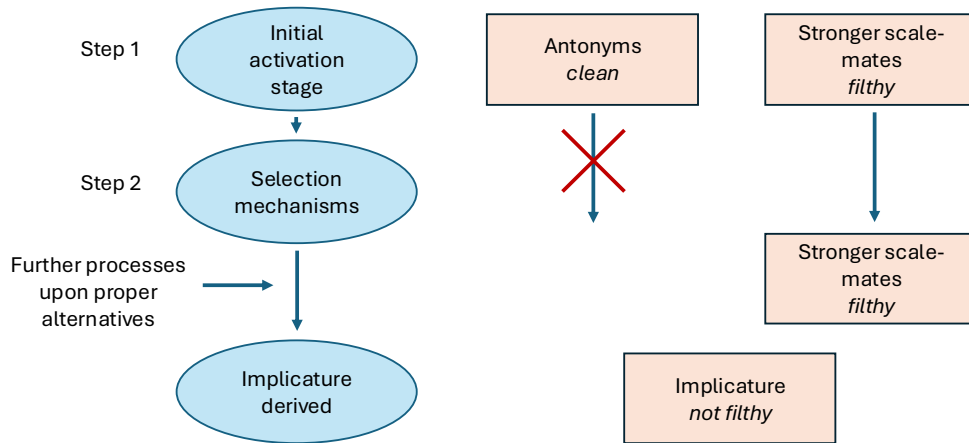 Step 1
Initial
activation
stage
Antonyms
clean
Stronger scale-
mates
filthy
Step 2
Selection
mechanisms
Further processes
upon proper
alternatives
Stronger scale-
mates
filthy
Implicature
derived
Implicature
not filthy